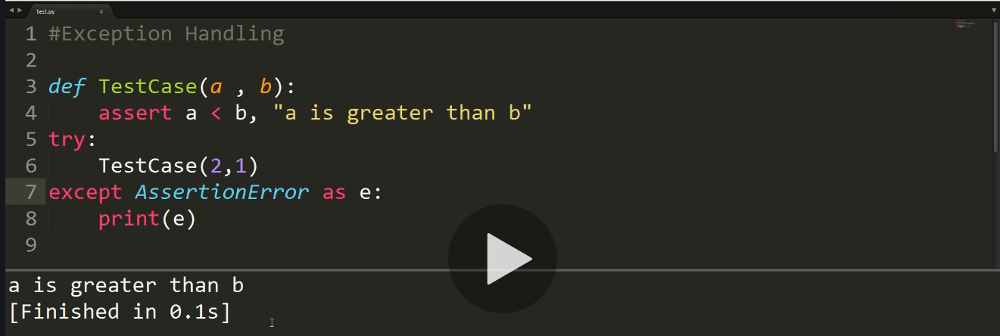 test.py ×
1 #Exception Handling
2
3 def TestCase(a , b):
4     assert a < b, "a is greater than b"
5 try:
6     TestCase(2,1)
7 except AssertionError as e:
8     print(e)
9
a is greater than b
[Finished in 0.1s]